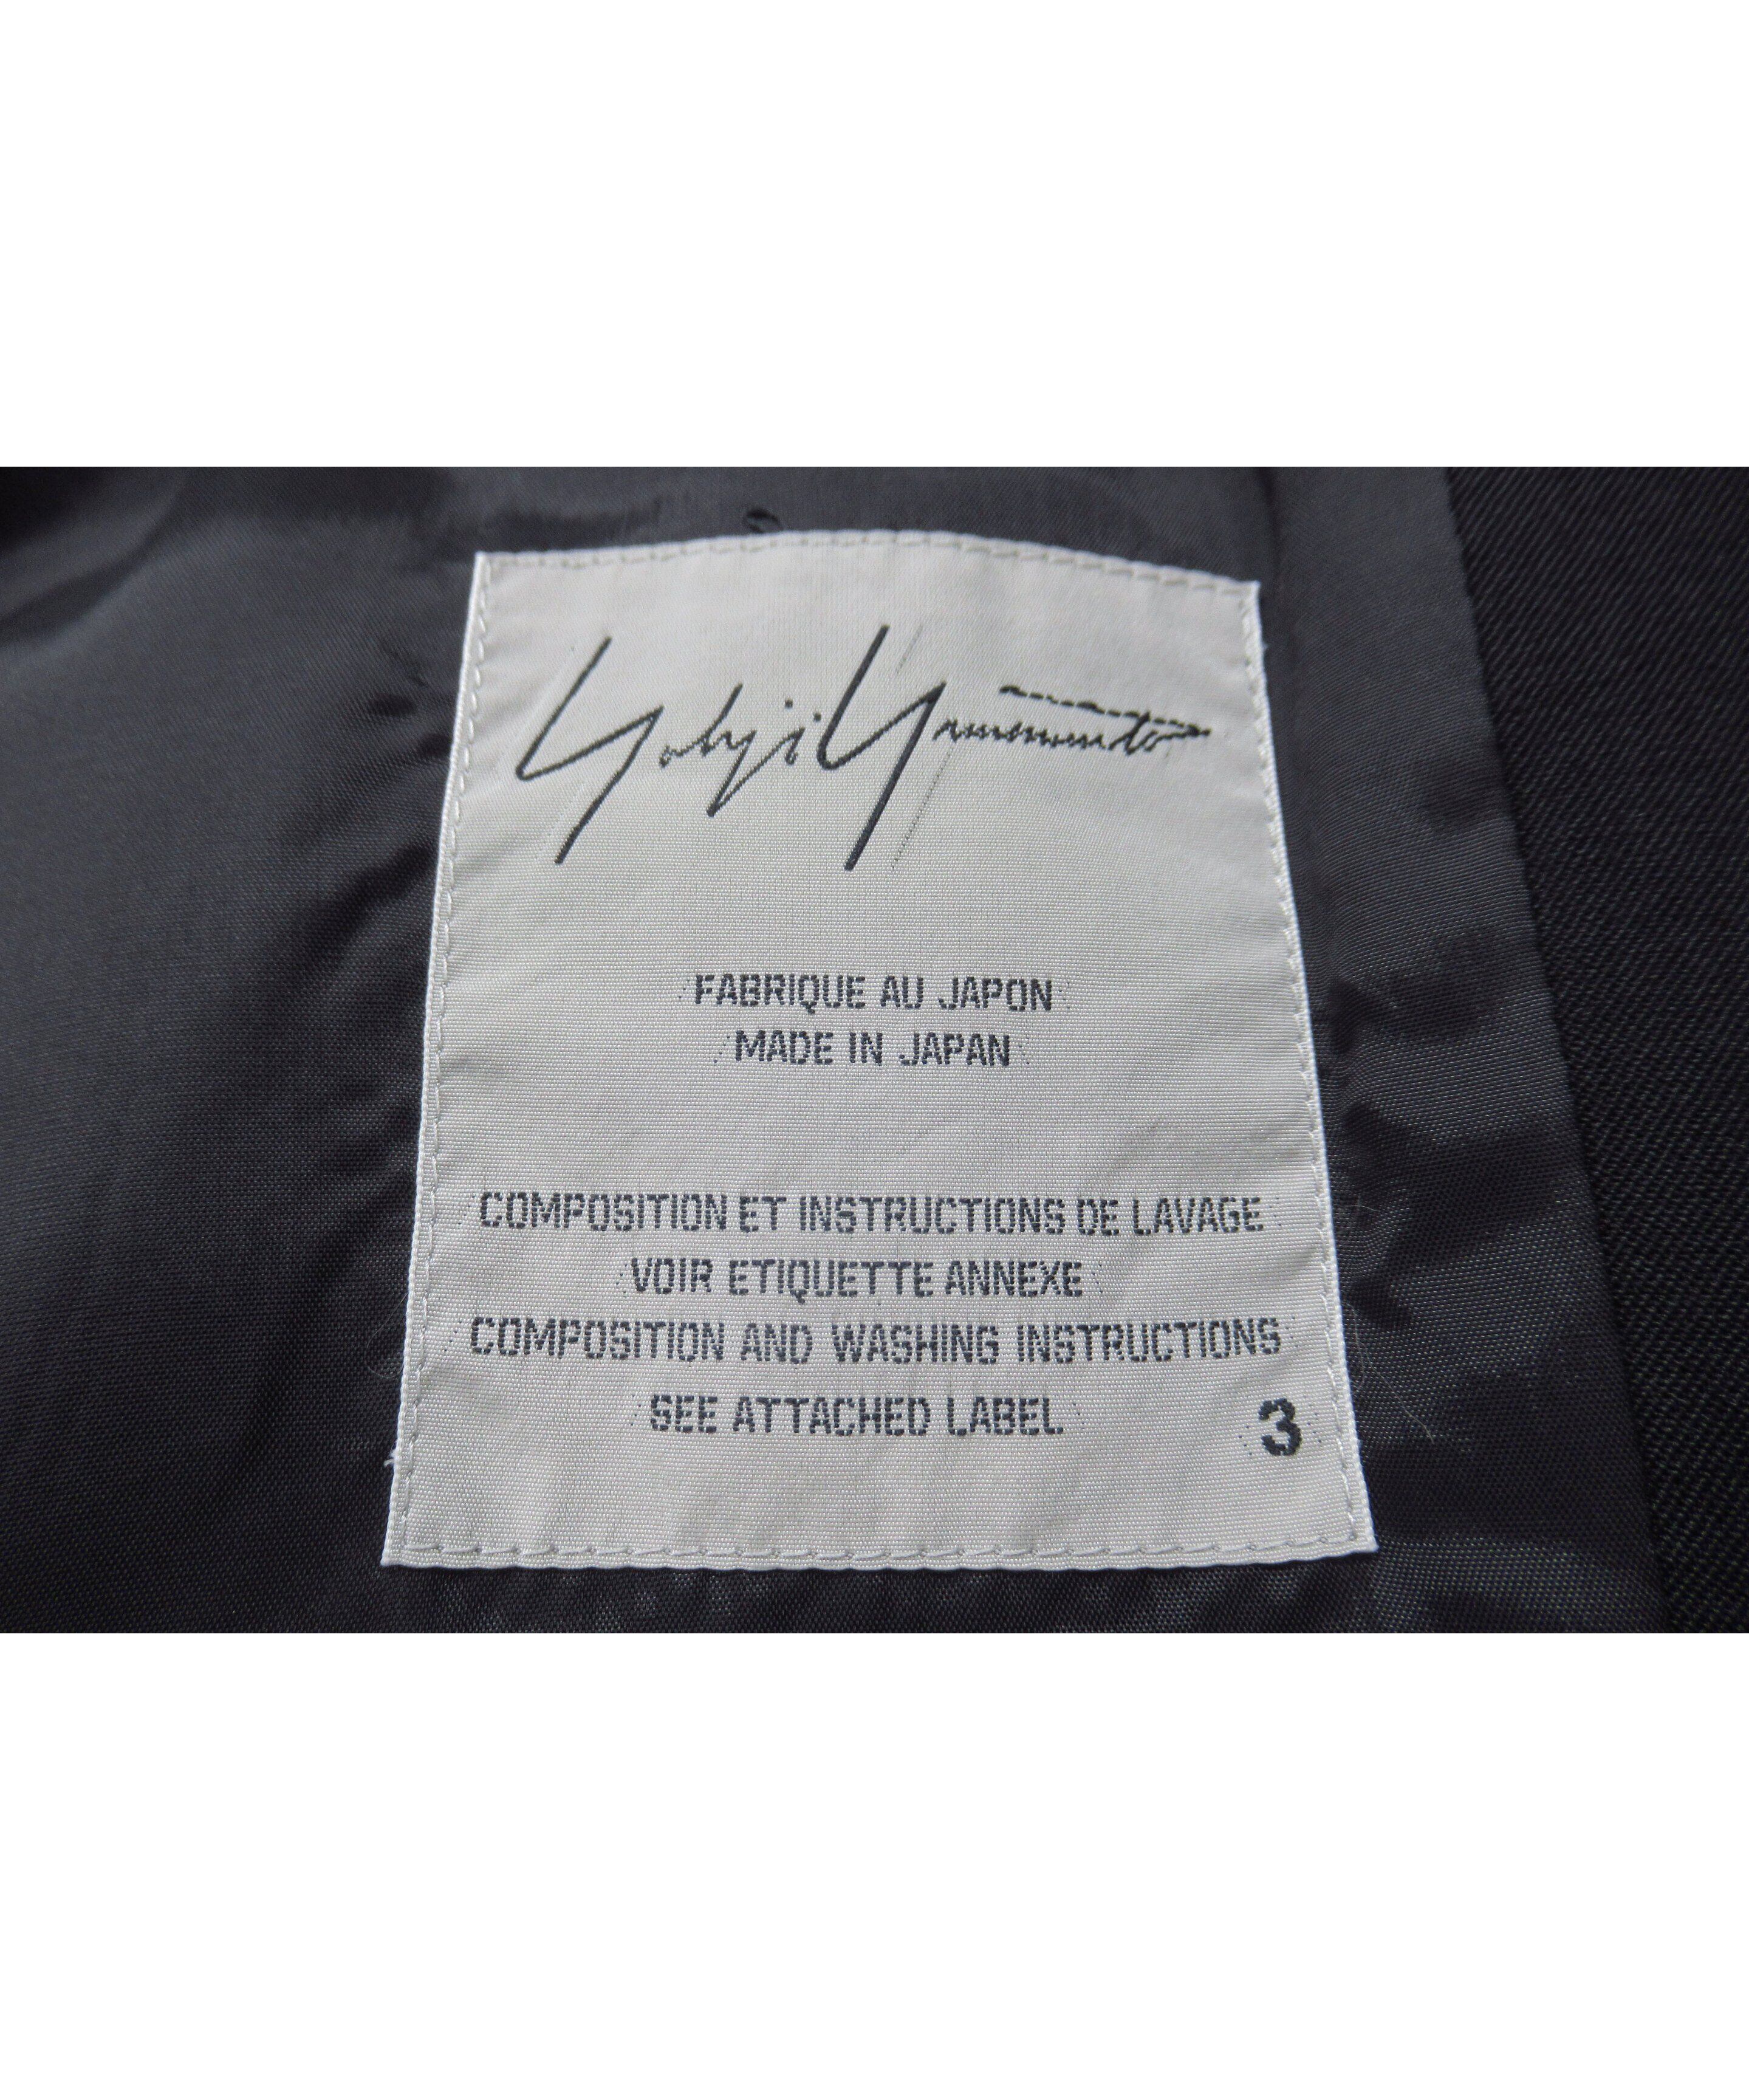 Yohji Yamamoto
FABRIQUE AU JAPON
MADE IN JAPAN
COMPOSITION ET INSTRUCTIONS DE LAVAGE
VOIR ETIQUETTE ANNEXE
COMPOSITION AND WASHING INSTRUCTIONS
SEE ATTACHED LABEL
3